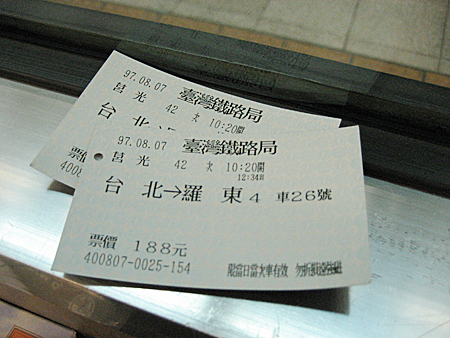 97.08.07 臺灣鐵路局
莒光 42 次 10:20開
台 北
票價
4008
97.08.07 臺灣鐵路局
莒光 42 次 10:20開
12:34到
台 北→羅 東 4 車26號
票價 188元
400807-0025-154
限當日當次車有效